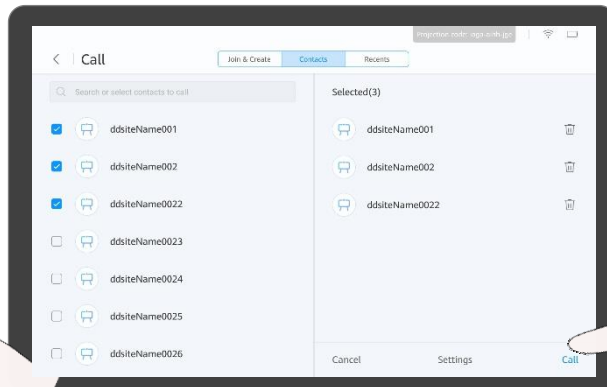 Call
Join & Create Contacts Recents
Search or select contacts to call
ddsiteName001
ddsiteName002
ddsiteName0022
ddsiteName0023
ddsiteName0024
ddsiteName0025
ddsiteName0026
Selected(3)
ddsiteName001
ddsiteName002
ddsiteName0022
Cancel Settings Call